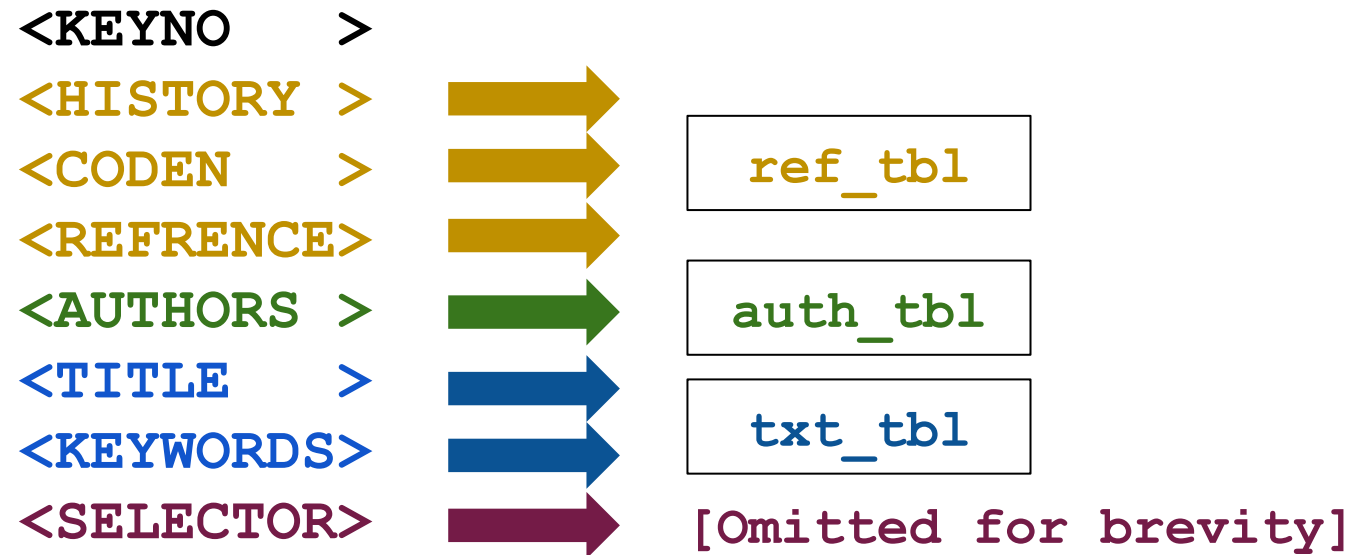 <KEYNO   >
<HISTORY >
<CODEN   >
ref_tbl
<REFRENCE>
<AUTHORS >
auth_tbl
<TITLE   >
<KEYWORDS>
txt_tbl
<SELECTOR>
[Omitted for brevity]